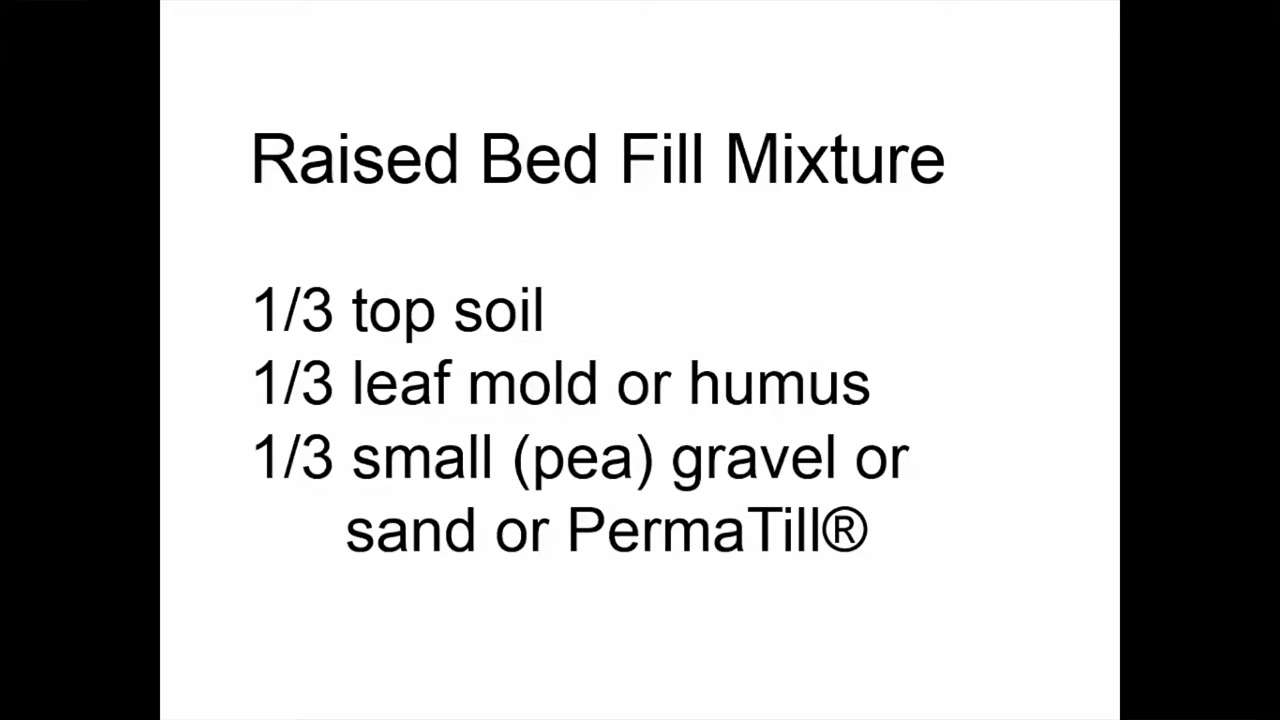 Raised Bed Fill Mixture
1/3 top soil
1/3 leaf mold or humus
1/3 small (pea) gravel or
sand or PermaTill®